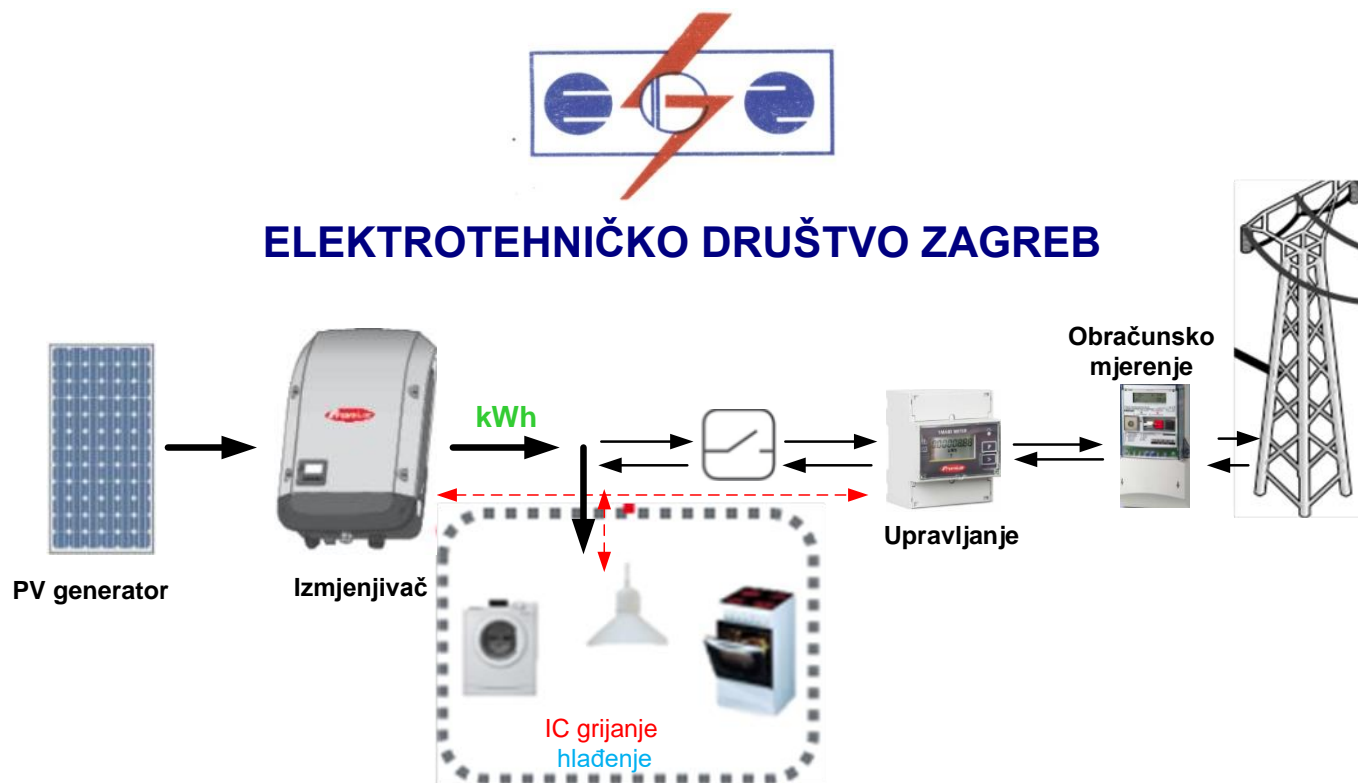 ELEKTROTEHNIČKO DRUŠTVO ZAGREB
Obračunsko
mjerenje
kWh
Upravljanje
PV generator
Izmjenjivač
IC grijanje
hlađenje